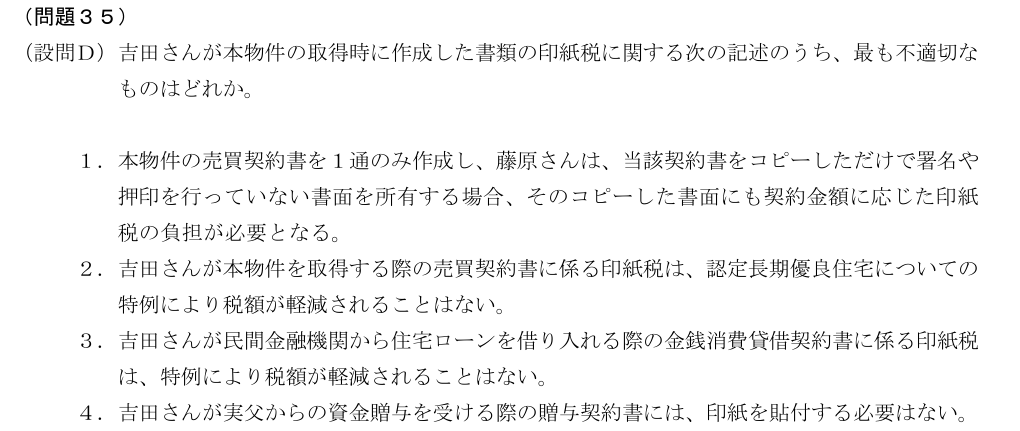 （問題３５）
（設問Ｄ）吉田さんが本物件の取得時に作成した書類の印紙税に関する次の記述のうち、最も不適切な
ものはどれか。
１．本物件の売買契約書を１通のみ作成し、藤原さんは、当該契約書をコピーしただけで署名や
押印を行っていない書面を所有する場合、そのコピーした書面にも契約金額に応じた印紙
税の負担が必要となる。
２．吉田さんが本物件を取得する際の売買契約書に係る印紙税は、認定長期優良住宅についての
特例により税額が軽減されることはない。
３．吉田さんが民間金融機関から住宅ローンを借り入れる際の金銭消費貸借契約書に係る印紙税
は、特例により税額が軽減されることはない。
４．吉田さんが実父からの資金贈与を受ける際の贈与契約書には、印紙を貼付する必要はない。